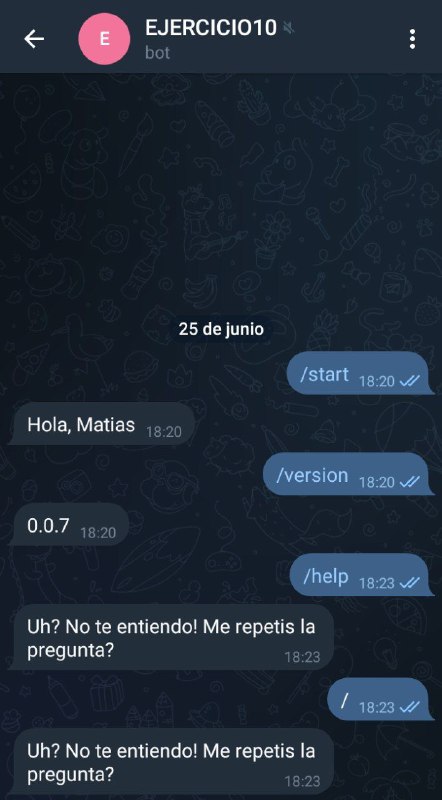 E
EJERCICIO10
bot
25 de junio
/start 18:20
Hola, Matias 18:20
/version 18:20
0.0.7 18:20
/help 18:23
Uh? No te entiendo! Me repetis la
pregunta?
18:23
/ 18:23
Uh? No te entiendo! Me repetis la
pregunta?
18:23